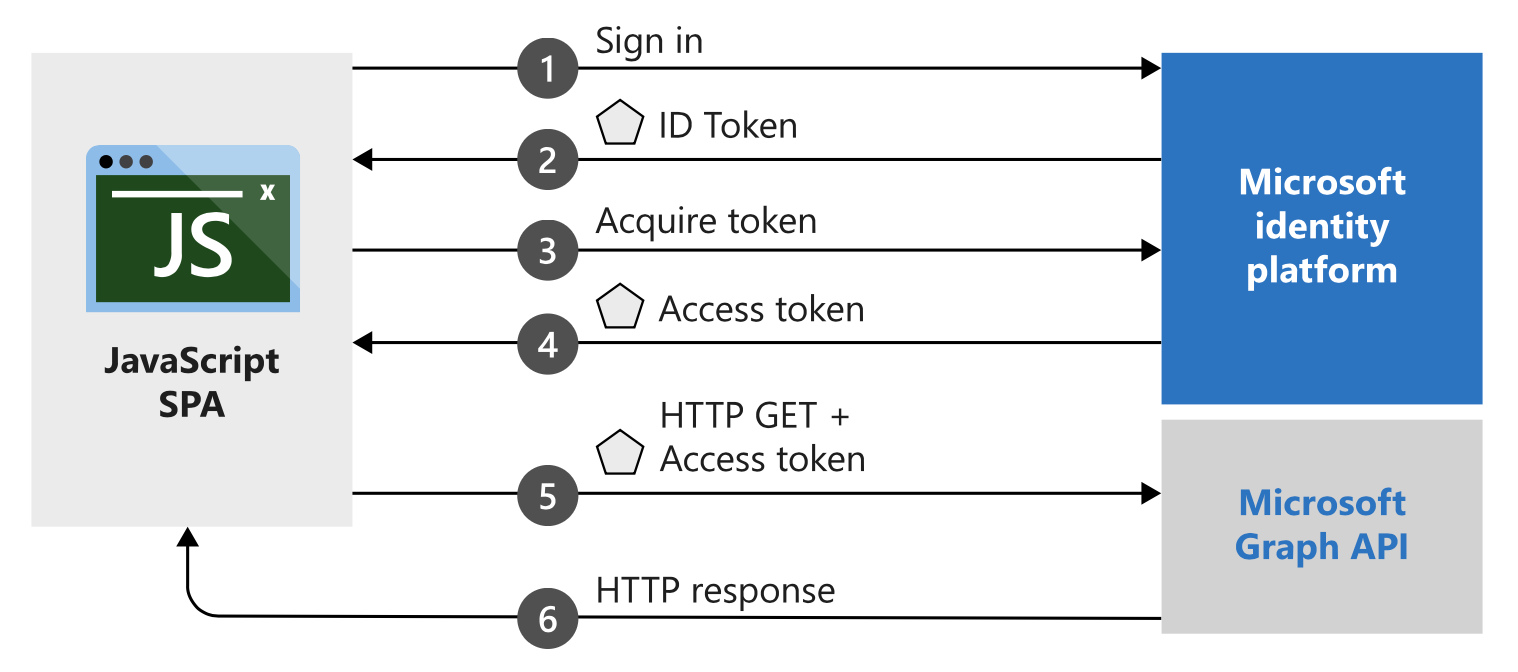 Sign in
1
ID Token
2
Acquire token
3
Access token
4
HTTP GET +
Access token
5
HTTP response
6
x
JS
JavaScript
SPA
Microsoft
identity
platform
Microsoft
Graph API